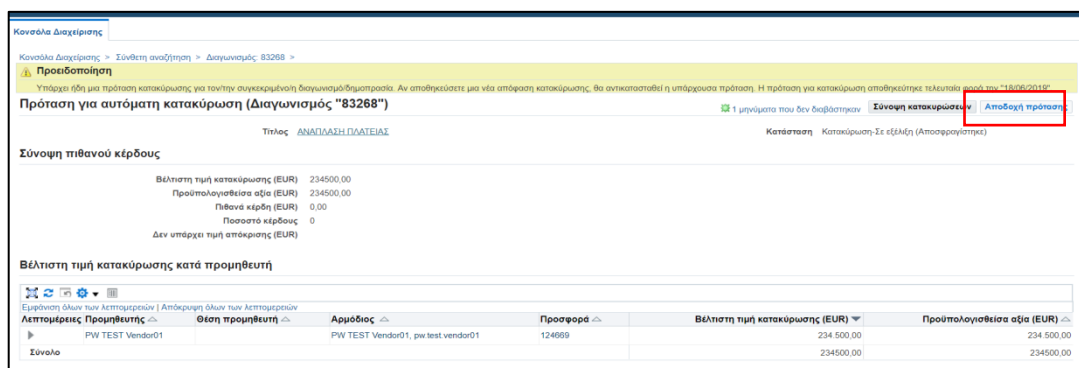 Κονσόλα Διαχείρισης
Κονσόλα Διαχείρισης > Σύνθετη αναζήτηση > Διαγωνισμός: 83268 >
Προειδοποίηση
Υπάρχει ήδη μια πρόταση κατακύρωσης για τον/την συγκεκριμένο/η διαγωνισμό/δημοπρασία. Αν αποθηκεύσετε μια νέα απόφαση κατακύρωσης, θα αντικατασταθεί η υπάρχουσα πρόταση. Η πρόταση για κατακύρωση αποθηκεύτηκε τελευταία φορά την "18/06/2019".
Πρόταση για αυτόματη κατακύρωση (Διαγωνισμός "83268")
1 μηνύματα που δεν διαβάστηκαν Σύνοψη κατακυρώσεων Αποδοχή πρότασης
Τίτλος ΑΝΑΠΛΑΣΗ ΠΛΑΤΕΙΑΣ Κατάσταση Κατακύρωση-Σε εξέλιξη (Αποσφραγίστηκε)
Σύνοψη πιθανού κέρδους
Βέλτιστη τιμή κατακύρωσης (EUR) 234500,00
Προϋπολογισθείσα αξία (EUR) 234500,00
Πιθανά κέρδη (EUR) 0,00
Ποσοστό κέρδους 0
Δεν υπάρχει τιμή απόκρισης (EUR)
Βέλτιστη τιμή κατακύρωσης κατά προμηθευτή
Εμφάνιση όλων των λεπτομερειών | Απόκρυψη όλων των λεπτομερειών
Λεπτομέρειες Προμηθευτής Θέση προμηθευτή Αρμόδιος Προσφορά Βέλτιστη τιμή κατακύρωσης (EUR) Προϋπολογισθείσα αξία (EUR)
PW TEST Vendor01 PW TEST Vendor01, pw.test.vendor01 124669 234.500,00 234.500,00
Σύνολο 234500,00 234500,00